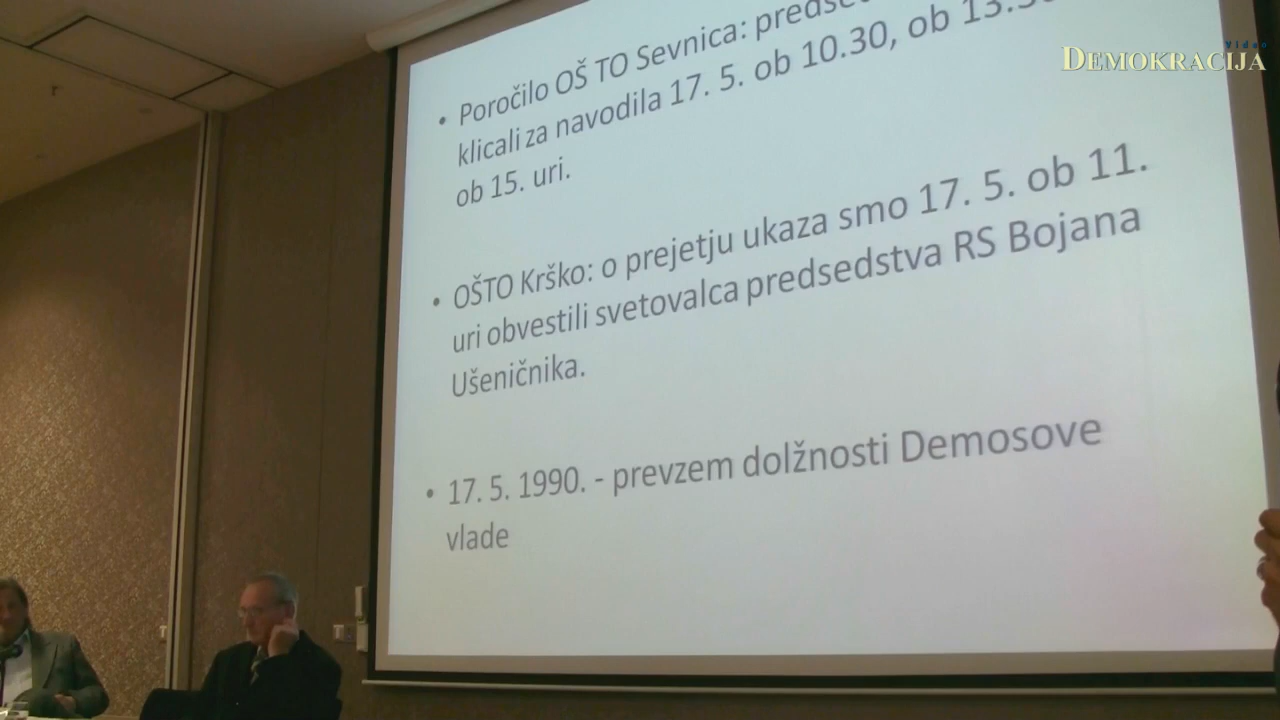 • Poročilo OŠ TO Sevnica:
klicali za navodila 17. 5. ob 10.30, ob
ob 15. uri.
• OŠTO Krško: o prejetju ukaza smo 17. 5. ob 11.
uri obvestili svetovalca predsedstva RS Bojana
Ušeničnika.
• 17. 5. 1990. - prevzem dolžnosti Demosove
vlade
Video
DEMOKRACIJA